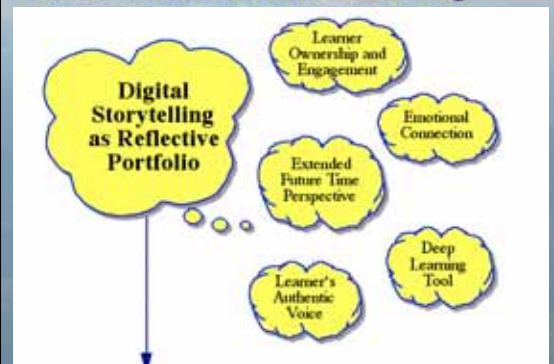 Digital
Storytelling
as Reflective
Portfolio
Learner
Ownership and
Engagement
Emotional
Connection
Extended
Future Time
Perspective
Deep
Learning
Tool
Learner's
Authentic
Voice